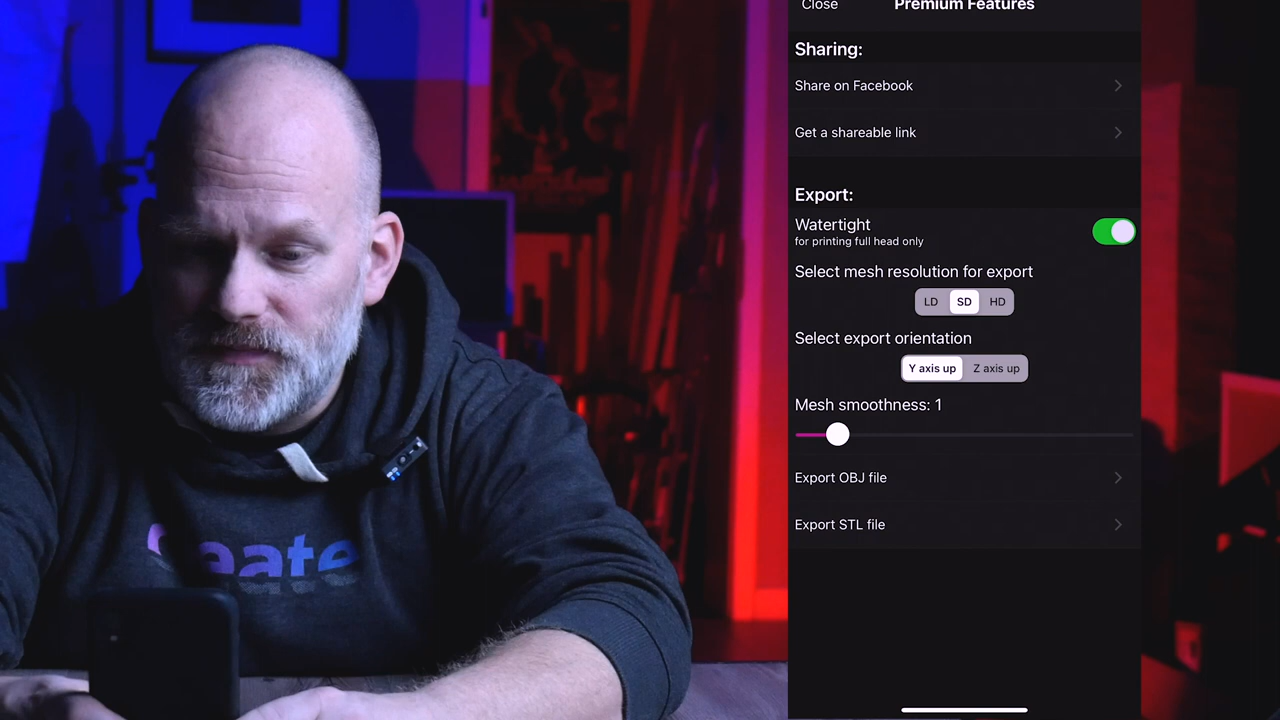 Close
Premium Features
Sharing:
Share on Facebook
Get a shareable link
Export:
Watertight
for printing full head only
Select mesh resolution for export
LD SD HD
Select export orientation
Y axis up Z axis up
Mesh smoothness: 1
Export OBJ file
Export STL file